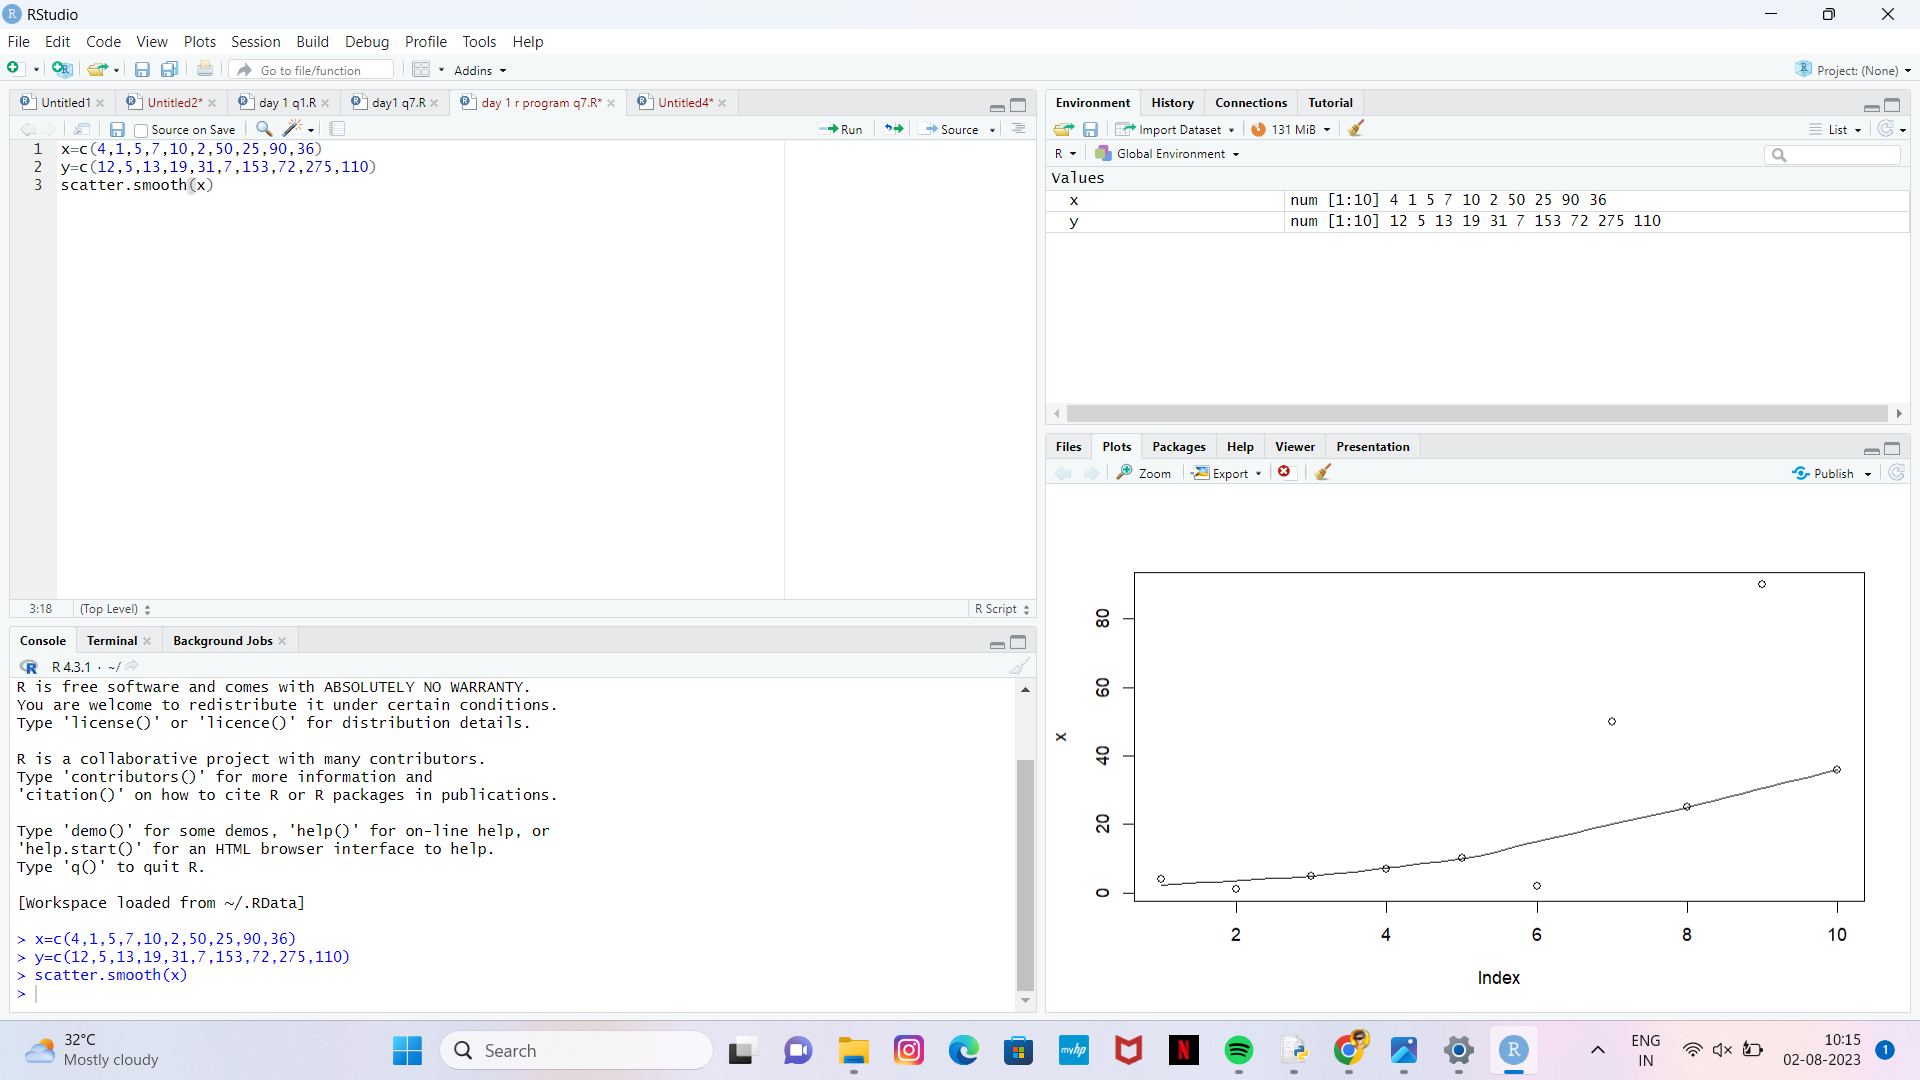 RStudio
File Edit Code View Plots Session Build Debug Profile Tools Help
Go to file/function Addins Project: (None)
Untitled1 Untitled2* day 1 q1.R day1 q7.R day 1 r program q7.R* Untitled4*
Source on Save Run Source
1 x=c(4,1,5,7,10,2,50,25,90,36)
2 y=c(12,5,13,19,31,7,153,72,275,110)
3 scatter.smooth(x)
3:18 (Top Level) R Script
Console Terminal Background Jobs
R 4.3.1 · ~/
R is free software and comes with ABSOLUTELY NO WARRANTY.
You are welcome to redistribute it under certain conditions.
Type 'license()' or 'licence()' for distribution details.
R is a collaborative project with many contributors.
Type 'contributors()' for more information and
'citation()' on how to cite R or R packages in publications.
Type 'demo()' for some demos, 'help()' for on-line help, or
'help.start()' for an HTML browser interface to help.
Type 'q()' to quit R.
[Workspace loaded from ~/.RData]
> x=c(4,1,5,7,10,2,50,25,90,36)
> y=c(12,5,13,19,31,7,153,72,275,110)
> scatter.smooth(x)
>
Environment History Connections Tutorial
Import Dataset 131 MiB List
R Global Environment
Values
x num [1:10] 4 1 5 7 10 2 50 25 90 36
y num [1:10] 12 5 13 19 31 7 153 72 275 110
Files Plots Packages Help Viewer Presentation
Zoom Export Publish
80
60
40
20
0
x
2 4 6 8 10
Index
32°C
Mostly cloudy
Search
myhp
N
R
ENG
IN
10:15
02-08-2023
1